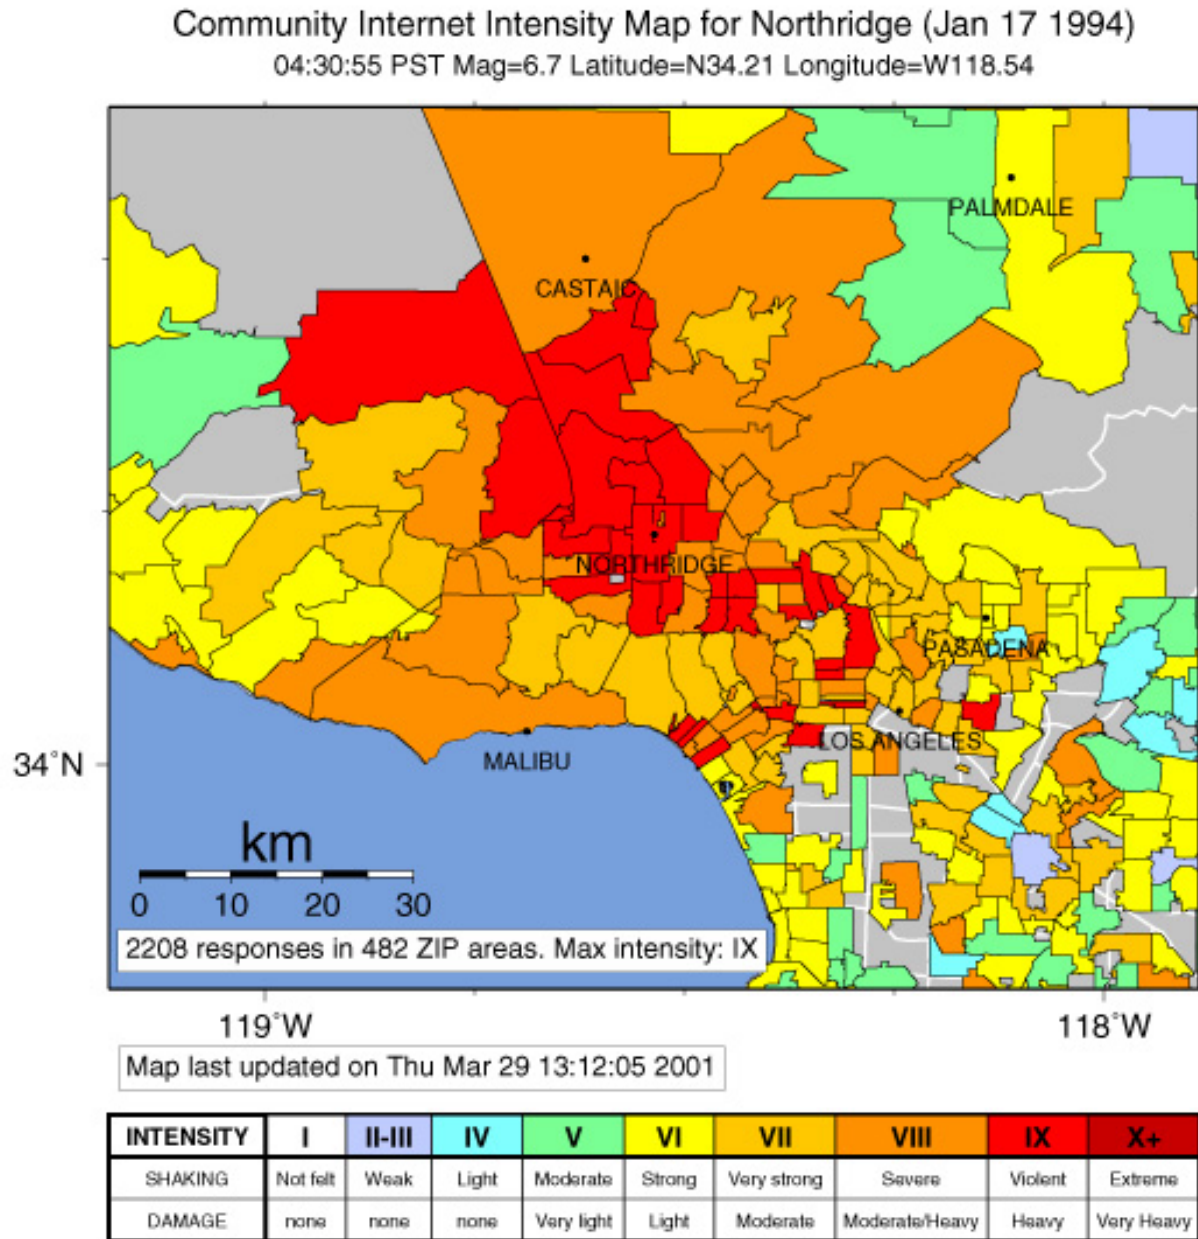 Community Internet Intensity Map for Northridge (Jan 17 1994)
04:30:55 PST Mag=6.7 Latitude=N34.21 Longitude=W118.54
PALMDALE
CASTAIC
NORTHRIDGE
PASADENA
LOS ANGELES
MALIBU
34°N
km
0 10 20 30
2208 responses in 482 ZIP areas. Max intensity: IX
119°W 118°W
Map last updated on Thu Mar 29 13:12:05 2001
INTENSITY I II-III IV V VI VII VIII IX X+
SHAKING Not felt Weak Light Moderate Strong Very strong Severe Violent Extreme
DAMAGE none none none Very light Light Moderate Moderate/Heavy Heavy Very Heavy